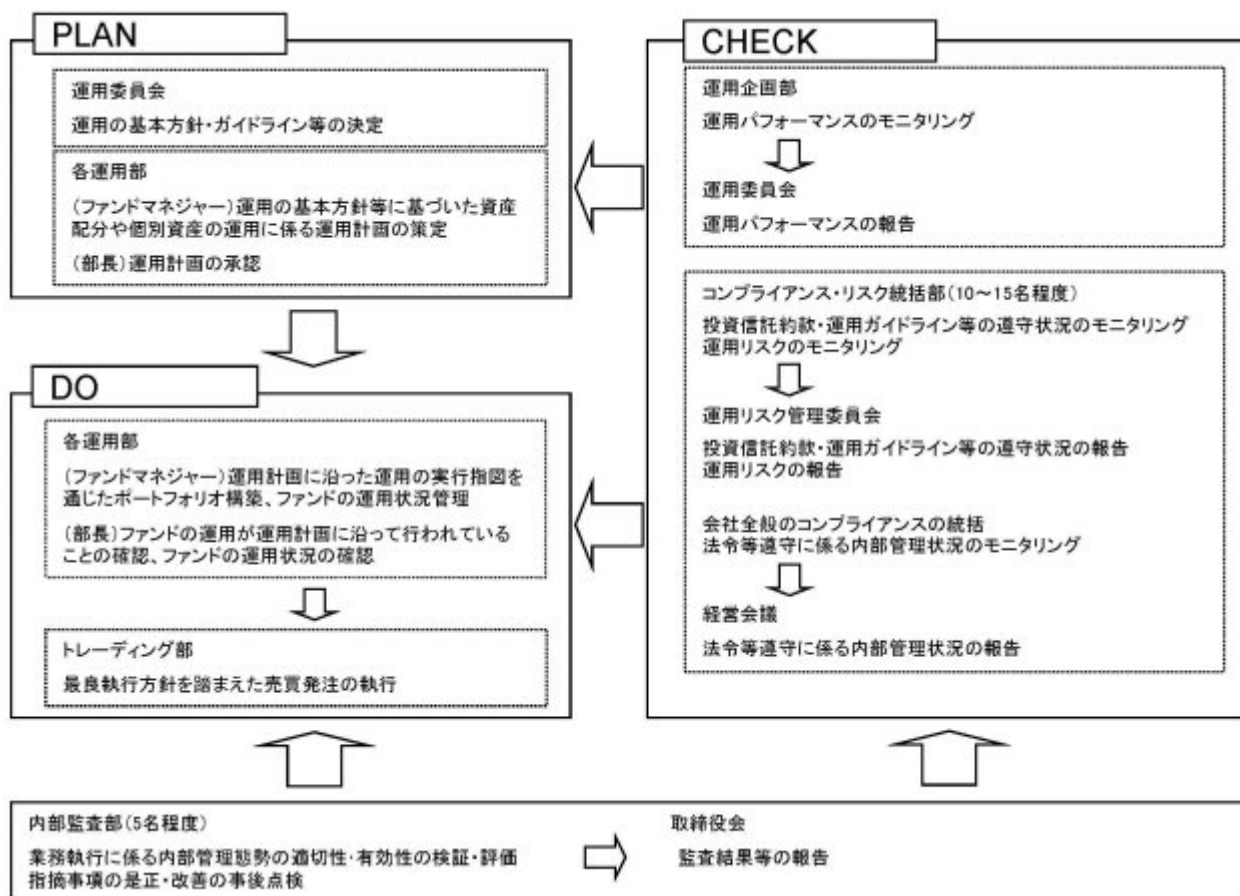 PLAN
運用委員会
運用の基本方針・ガイドライン等の決定
各運用部
(ファンドマネジャー)運用の基本方針等に基づいた資産
配分や個別資産の運用に係る運用計画の策定
(部長)運用計画の承認
DO
各運用部
(ファンドマネジャー)運用計画に沿った運用の実行指図を
通じたポートフォリオ構築、ファンドの運用状況管理
(部長)ファンドの運用が運用計画に沿って行われている
ことの確認、ファンドの運用状況の確認
トレーディング部
最良執行方針を踏まえた売買発注の執行
CHECK
運用企画部
運用パフォーマンスのモニタリング
運用委員会
運用パフォーマンスの報告
コンプライアンス・リスク統括部(10～15名程度)
投資信託約款・運用ガイドライン等の遵守状況のモニタリング
運用リスクのモニタリング
運用リスク管理委員会
投資信託約款・運用ガイドライン等の遵守状況の報告
運用リスクの報告
会社全般のコンプライアンスの統括
法令等遵守に係る内部管理状況のモニタリング
経営会議
法令等遵守に係る内部管理状況の報告
内部監査部(5名程度)
業務執行に係る内部管理態勢の適切性・有効性の検証・評価
指摘事項の是正・改善の事後点検
取締役会
監査結果等の報告